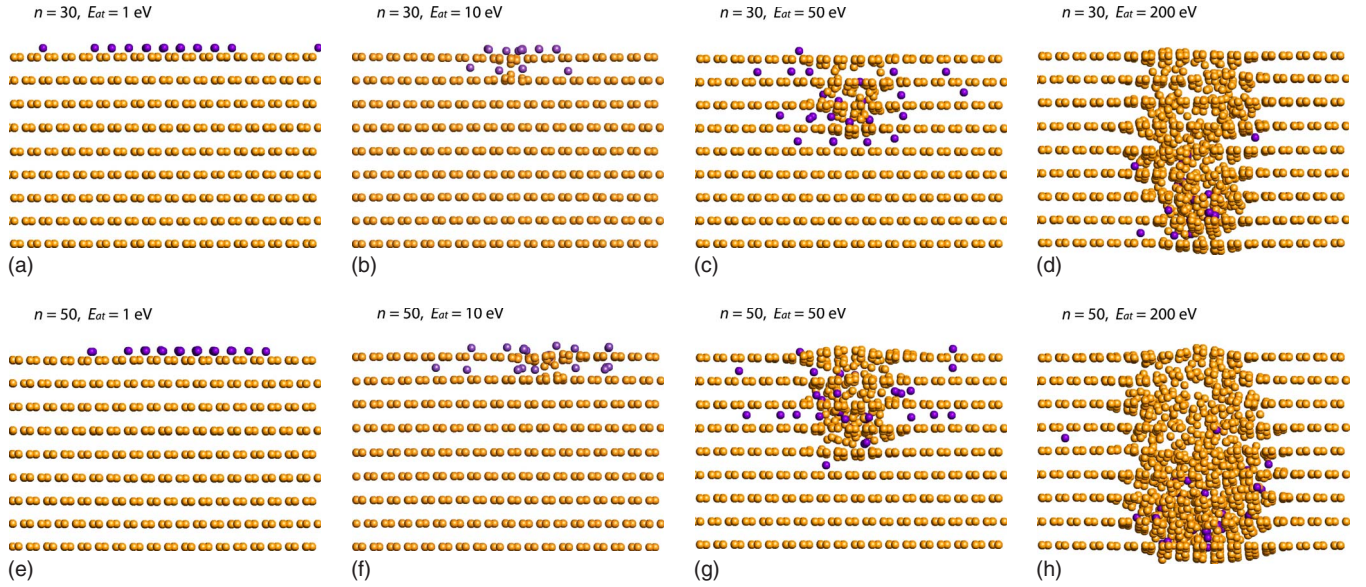 n = 30, Eat = 1 eV
n = 30, Eat = 10 eV
n = 30, Eat = 50 eV
n = 30, Eat = 200 eV
(a)
(b)
(c)
(d)
n = 50, Eat = 1 eV
n = 50, Eat = 10 eV
n = 50, Eat = 50 eV
n = 50, Eat = 200 eV
(e)
(f)
(g)
(h)